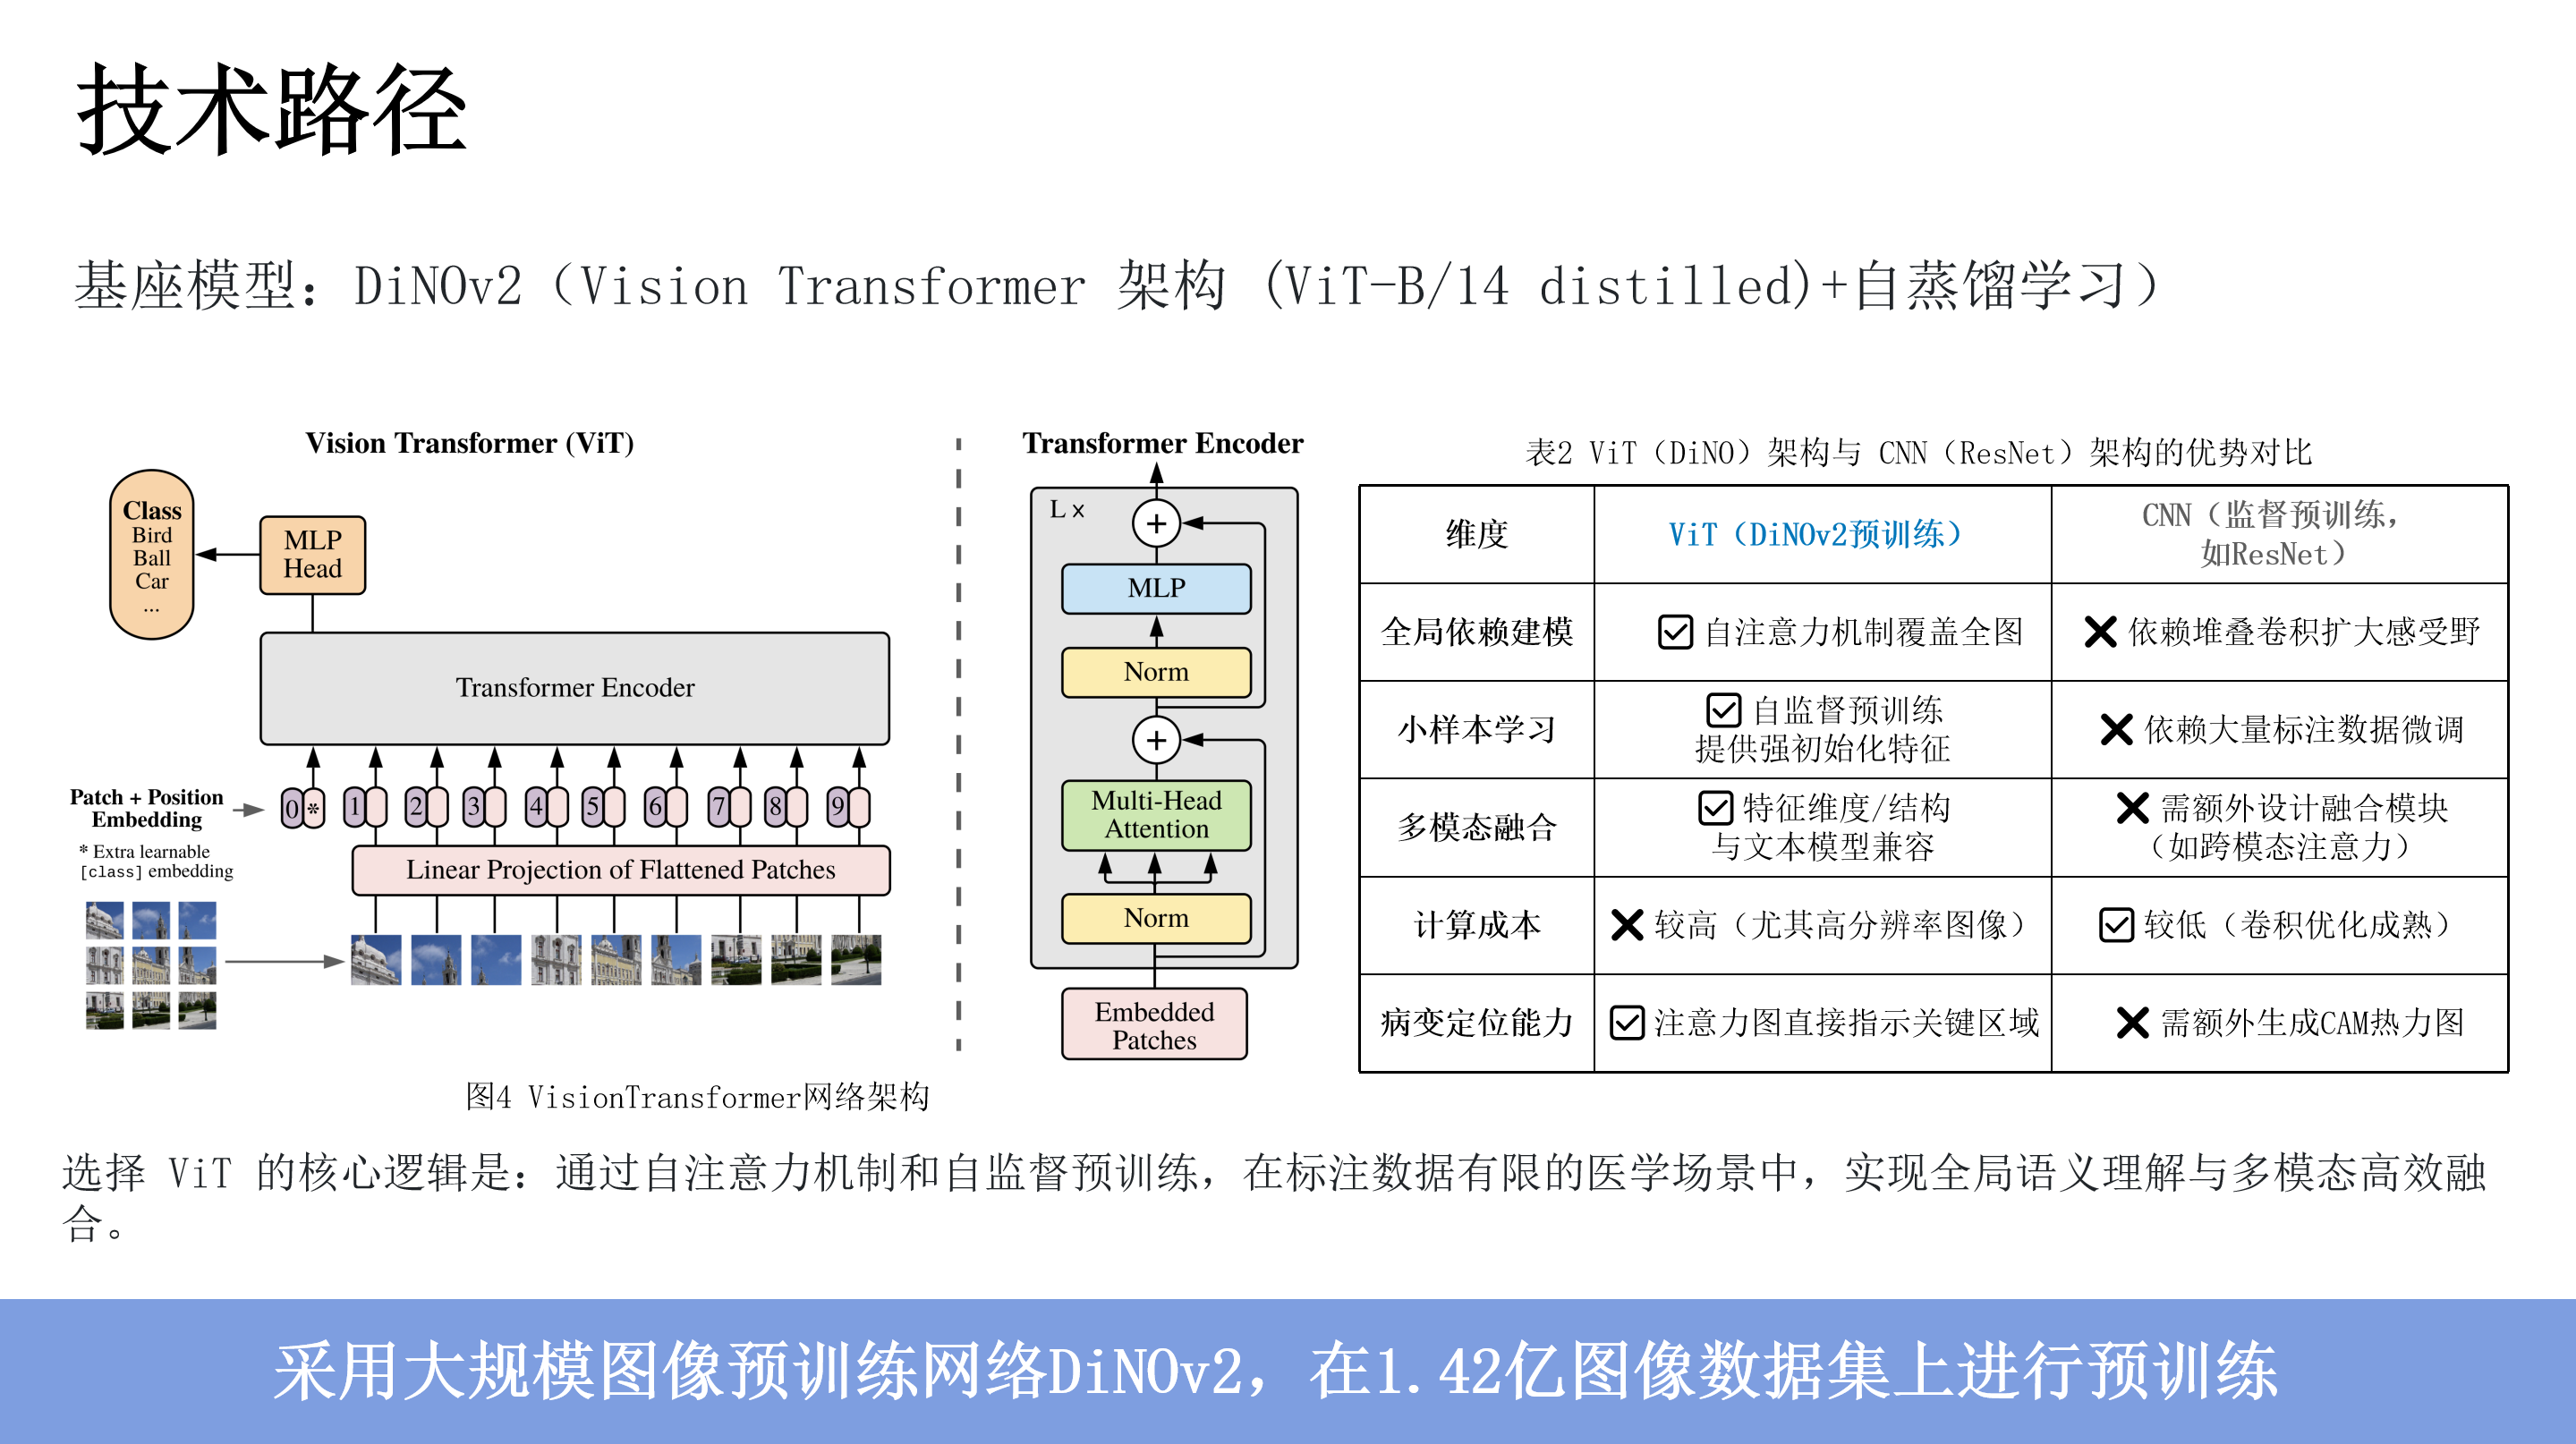 技术路径
基座模型：DiNOv2（Vision Transformer 架构 (ViT-B/14 distilled)+自蒸馏学习）
Vision Transformer (ViT)
Class
Bird
Ball
Car
...
MLP
Head
Transformer Encoder
Patch + Position
Embedding
* Extra learnable
[class] embedding
0 * 1 2 3 4 5 6 7 8 9
Linear Projection of Flattened Patches
Transformer Encoder
L x
+
MLP
Norm
+
Multi-Head
Attention
Norm
Embedded
Patches
图4 VisionTransformer网络架构
表2 ViT（DiNO）架构与 CNN（ResNet）架构的优势对比
维度
ViT（DiNOv2预训练）
CNN（监督预训练，
如ResNet）
全局依赖建模
☑ 自注意力机制覆盖全图
✖ 依赖堆叠卷积扩大感受野
小样本学习
☑ 自监督预训练
提供强初始化特征
✖ 依赖大量标注数据微调
多模态融合
☑ 特征维度/结构
与文本模型兼容
✖ 需额外设计融合模块
（如跨模态注意力）
计算成本
✖ 较高（尤其高分辨率图像）
☑ 较低（卷积优化成熟）
病变定位能力
☑ 注意力图直接指示关键区域
✖ 需额外生成CAM热力图
选择 ViT 的核心逻辑是：通过自注意力机制和自监督预训练，在标注数据有限的医学场景中，实现全局语义理解与多模态高效融
合。
采用大规模图像预训练网络DiNOv2，在1.42亿图像数据集上进行预训练